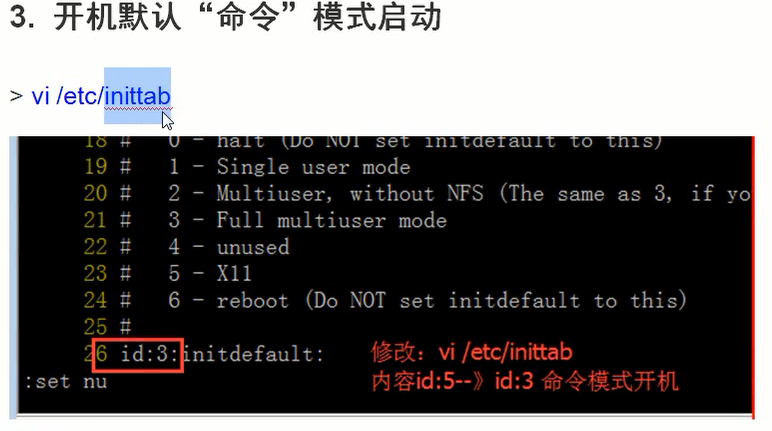 3. 开机默认“命令”模式启动
> vi /etc/inittab
18 #   0 - halt (Do NOT set initdefault to this)
19 #   1 - Single user mode
20 #   2 - Multiuser, without NFS (The same as 3, if yo
21 #   3 - Full multiuser mode
22 #   4 - unused
23 #   5 - X11
24 #   6 - reboot (Do NOT set initdefault to this)
25 #
26 id:3:initdefault:
修改：vi /etc/inittab
:set nu
内容id:5--》id:3 命令模式开机